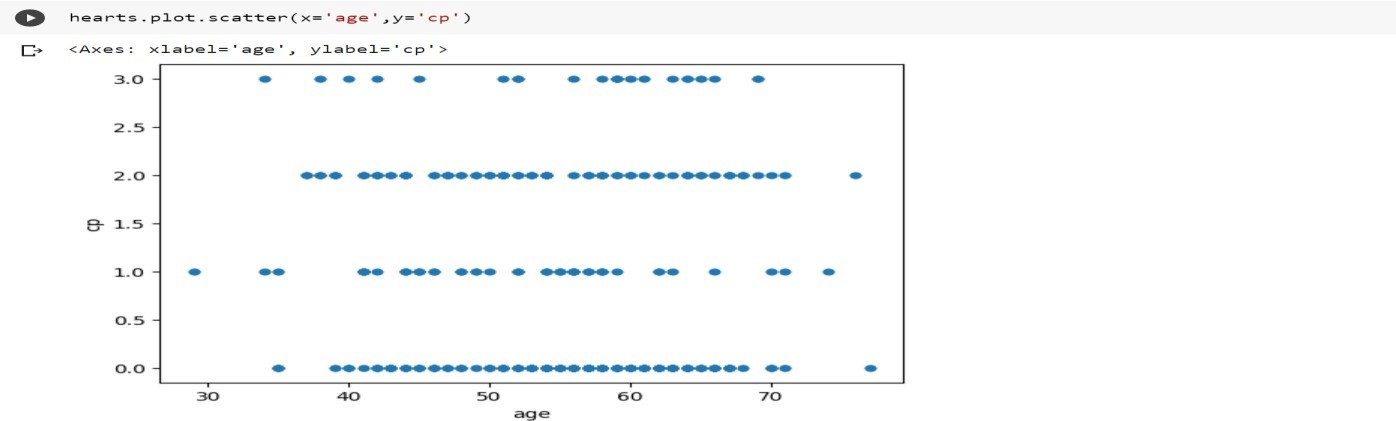 hearts.plot.scatter(x='age',y='cp')
<Axes: xlabel='age', ylabel='cp'>
3.0
2.5
2.0
cp 1.5
1.0
0.5
0.0
30 40 50 60 70
age